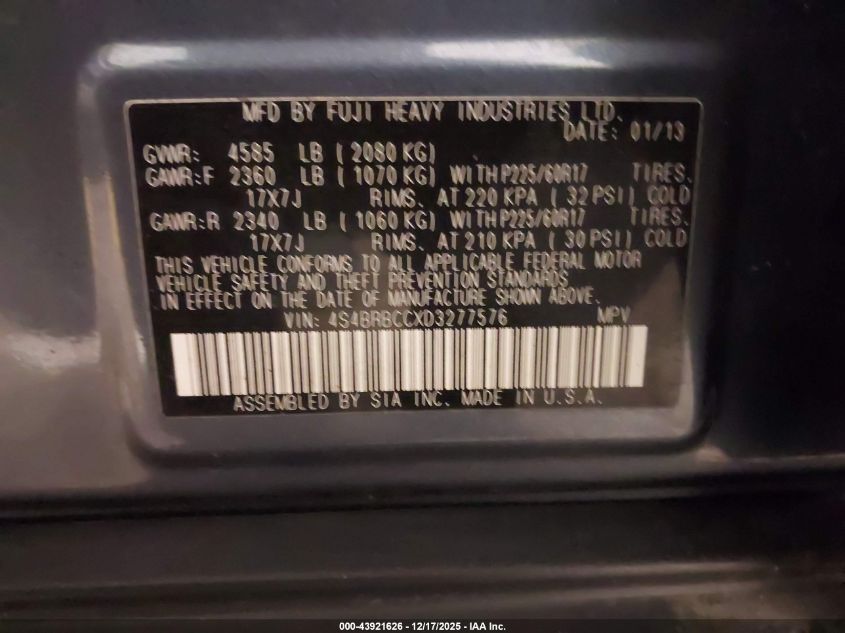 MFD BY FUJI HEAVY INDUSTRIES LTD.
DATE: 01/13
GVWR: 4585 LB ( 2080 KG)
GAWR:F 2360 LB ( 1070 KG) WITH P225/60R17 TIRES.
17X7J RIMS. AT 220 KPA ( 32 PSI) COLD
GAWR:R 2340 LB ( 1060 KG) WITH P225/60R17 TIRES.
17X7J RIMS. AT 210 KPA ( 30 PSI) COLD
THIS VEHICLE CONFORMS TO ALL APPLICABLE FEDERAL MOTOR
VEHICLE SAFETY AND THEFT PREVENTION STANDARDS
IN EFFECT ON THE DATE OF MANUFACTURE SHOWN ABOVE.
VIN: 4S4BRBCCXD3277576 MPV
ASSEMBLED BY SIA INC. MADE IN U.S.A.
000-43921626 - 12/17/2025 - IAA Inc.